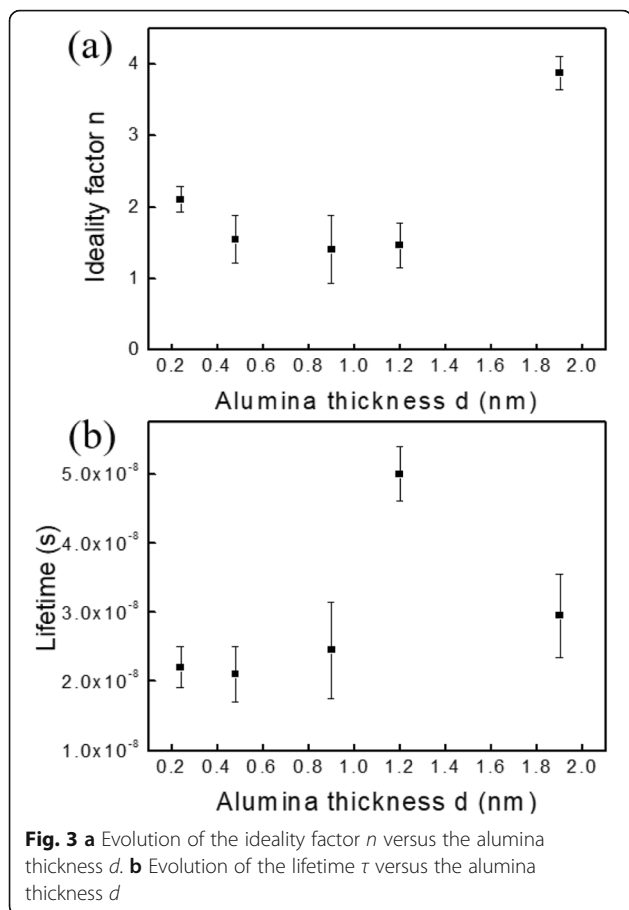 (a)
Ideality factor n
4
3
2
1
0
0.2 0.4 0.6 0.8 1.0 1.2 1.4 1.6 1.8 2.0
Alumina thickness d (nm)
(b)
Lifetime (s)
5.0x10⁻⁸
4.0x10⁻⁸
3.0x10⁻⁸
2.0x10⁻⁸
1.0x10⁻⁸
0.2 0.4 0.6 0.8 1.0 1.2 1.4 1.6 1.8 2.0
Alumina thickness d (nm)
Fig. 3 a Evolution of the ideality factor n versus the alumina
thickness d. b Evolution of the lifetime τ versus the alumina
thickness d